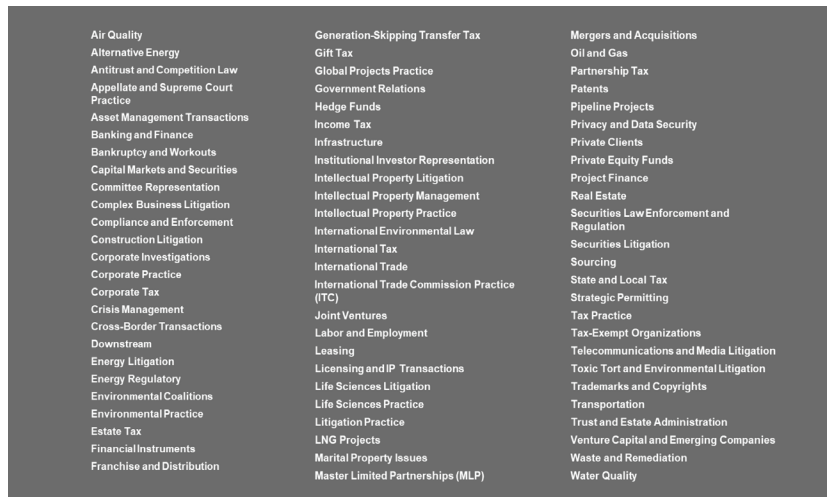 Air Quality
Alternative Energy
Antitrust and Competition Law
Appellate and Supreme Court
Practice
Asset Management Transactions
Banking and Finance
Bankruptcy and Workouts
Capital Markets and Securities
Committee Representation
Complex Business Litigation
Compliance and Enforcement
Construction Litigation
Corporate Investigations
Corporate Practice
Corporate Tax
Crisis Management
Cross-Border Transactions
Downstream
Energy Litigation
Energy Regulatory
Environmental Coalitions
Environmental Practice
Estate Tax
Financial Instruments
Franchise and Distribution
Generation-Skipping Transfer Tax
Gift Tax
Global Projects Practice
Government Relations
Hedge Funds
Income Tax
Infrastructure
Institutional Investor Representation
Intellectual Property Litigation
Intellectual Property Management
Intellectual Property Practice
International Environmental Law
International Tax
International Trade
International Trade Commission Practice
(ITC)
Joint Ventures
Labor and Employment
Leasing
Licensing and IP Transactions
Life Sciences Litigation
Life Sciences Practice
Litigation Practice
LNG Projects
Marital Property Issues
Master Limited Partnerships (MLP)
Mergers and Acquisitions
Oil and Gas
Partnership Tax
Patents
Pipeline Projects
Privacy and Data Security
Private Clients
Private Equity Funds
Project Finance
Real Estate
Securities Law Enforcement and
Regulation
Securities Litigation
Sourcing
State and Local Tax
Strategic Permitting
Tax Practice
Tax-Exempt Organizations
Telecommunications and Media Litigation
Toxic Tort and Environmental Litigation
Trademarks and Copyrights
Transportation
Trust and Estate Administration
Venture Capital and Emerging Companies
Waste and Remediation
Water Quality